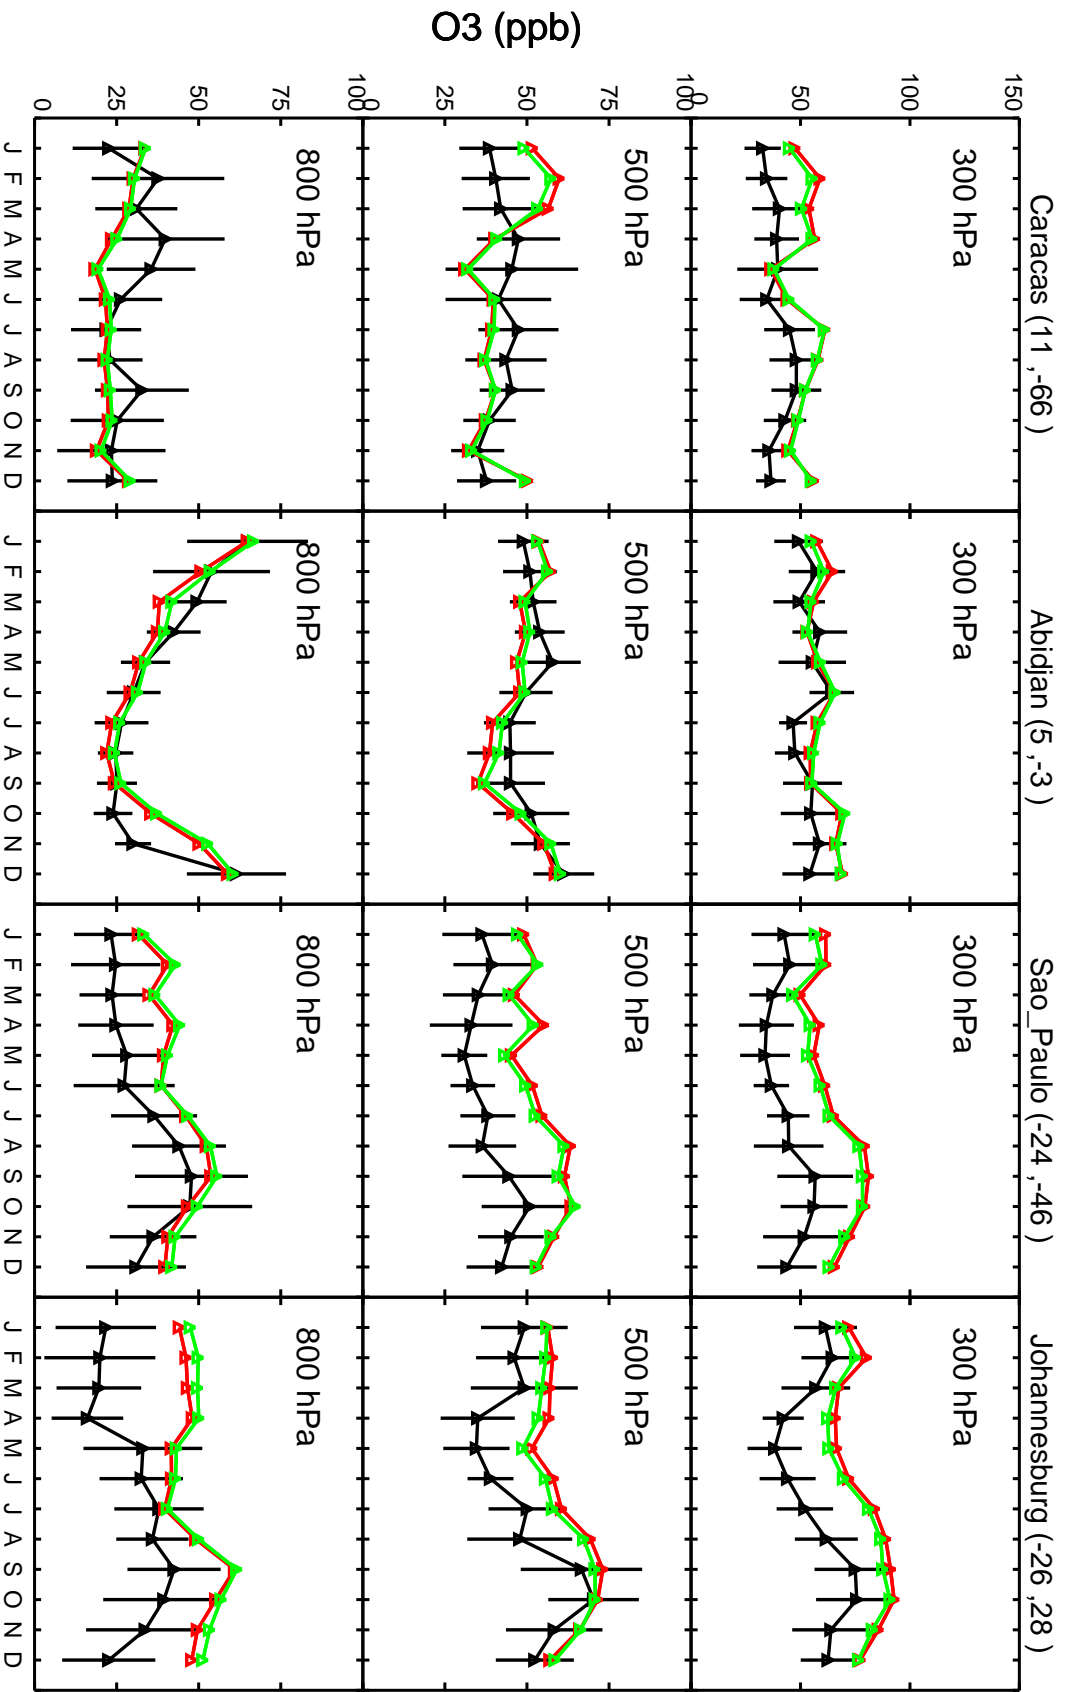 O3 (ppb)
Caracas (11 ,-66 )
Abidjan (5 ,-3 )
Sao_Paulo (-24 ,-46 )
Johannesburg (-26 ,28 )
150
100
50
0
300 hPa
300 hPa
300 hPa
300 hPa
100
75
50
25
0
500 hPa
500 hPa
500 hPa
500 hPa
100
75
50
25
0
800 hPa
800 hPa
800 hPa
800 hPa
J F M A M J J A S O N D
J F M A M J J A S O N D
J F M A M J J A S O N D
J F M A M J J A S O N D